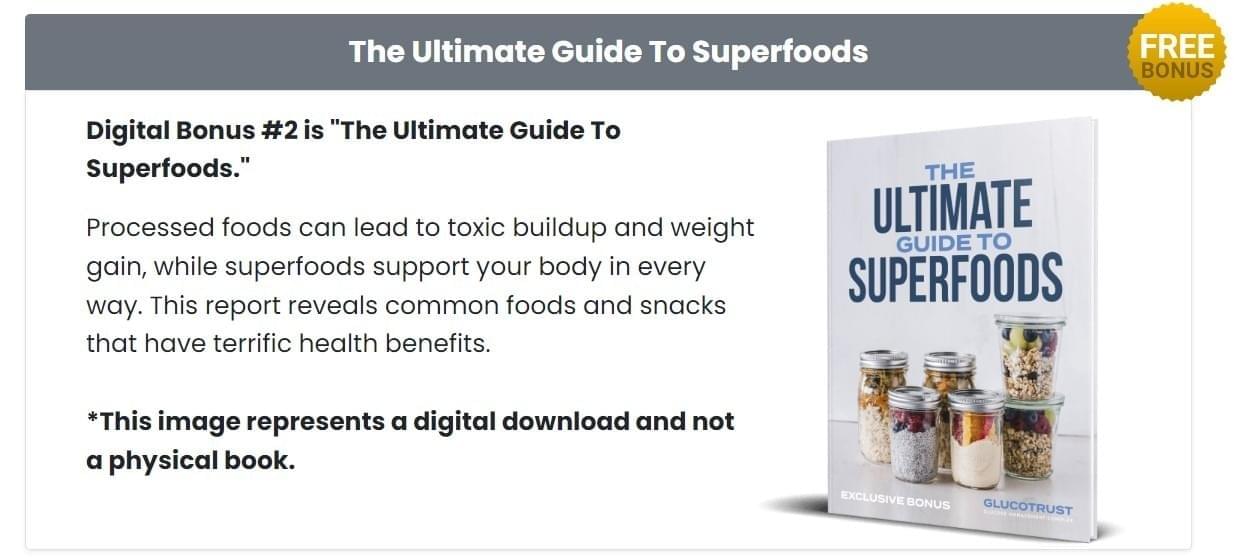 The Ultimate Guide To Superfoods
FREE
BONUS
Digital Bonus #2 is "The Ultimate Guide To
Superfoods."
Processed foods can lead to toxic buildup and weight
gain, while superfoods support your body in every
way. This report reveals common foods and snacks
that have terrific health benefits.
*This image represents a digital download and not
a physical book.
THE
ULTIMATE
GUIDE TO
SUPERFOODS
EXCLUSIVE BONUS
GLUCOTRUST